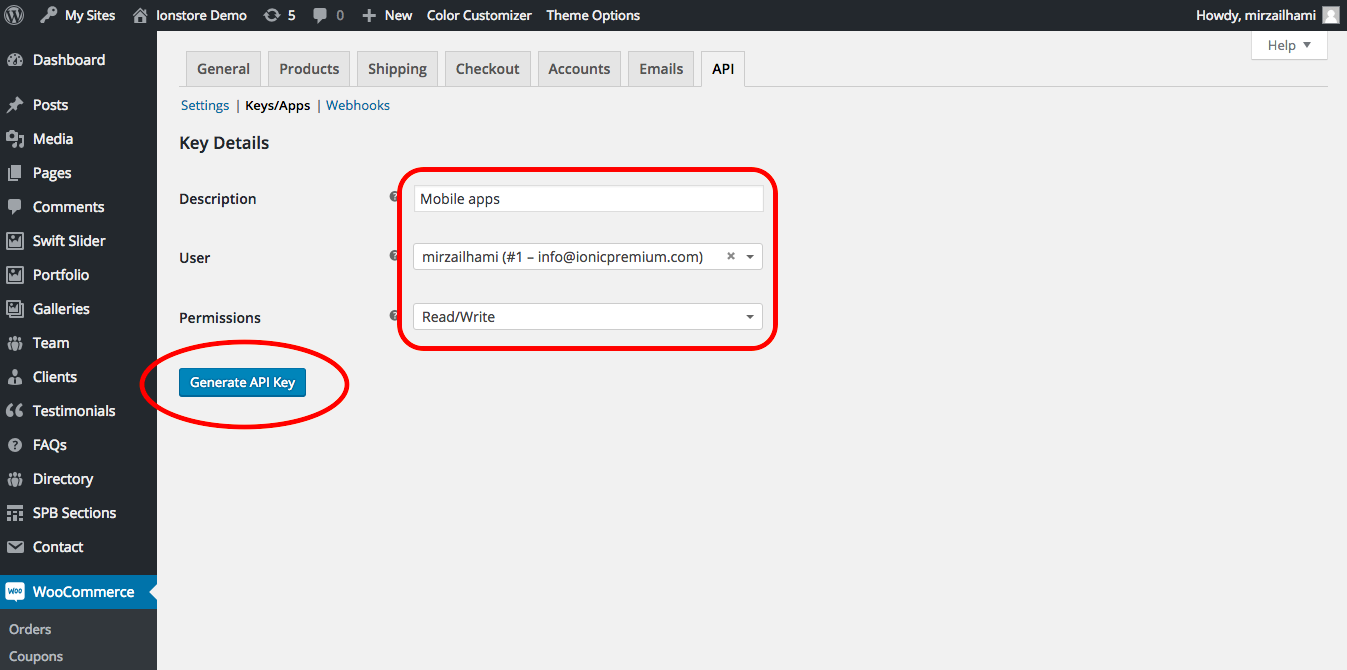 My Sites Ionstore Demo 5 0 New Color Customizer Theme Options Howdy, mirzailhami
Help
Dashboard
Posts
Media
Pages
Comments
Swift Slider
Portfolio
Galleries
Team
Clients
Testimonials
FAQs
Directory
SPB Sections
Contact
WOO WooCommerce
Orders
Coupons
General Products Shipping Checkout Accounts Emails API
Settings | Keys/Apps | Webhooks
Key Details
Description ? Mobile apps
User ? mirzailhami (#1 – info@ionicpremium.com) ×
Permissions ? Read/Write
Generate API Key